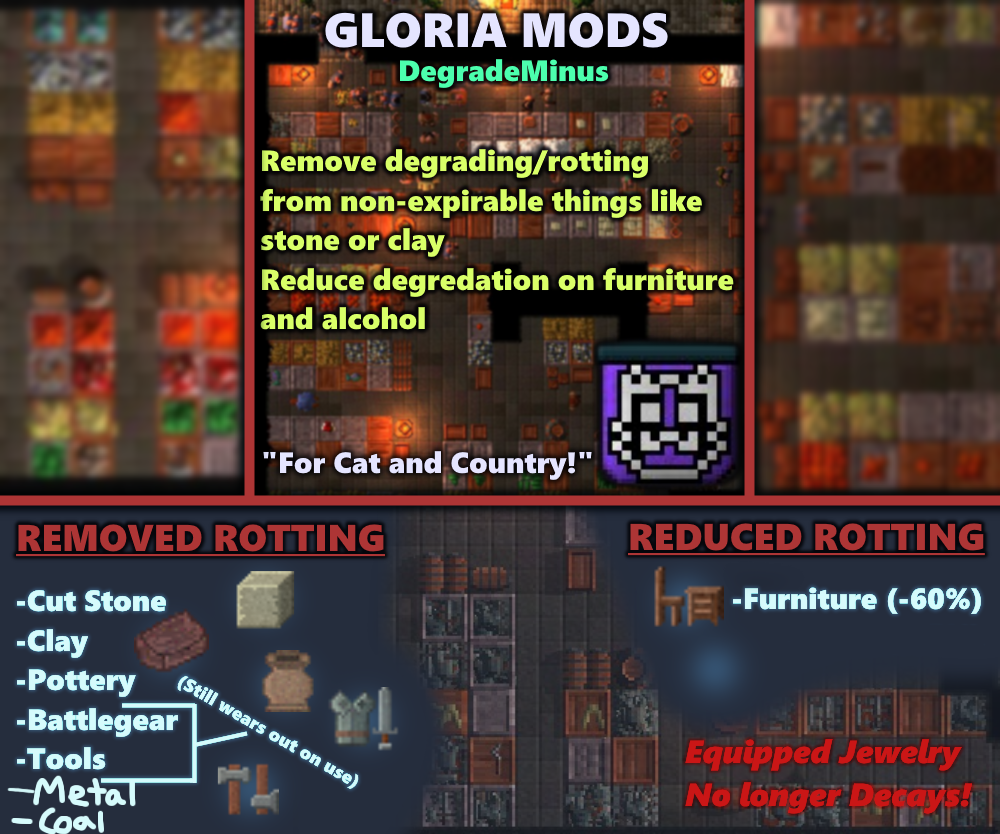 GLORIA MODS
DegradeMinus
Remove degrading/rotting
from non-expirable things like
stone or clay
Reduce degredation on furniture
and alcohol
"For Cat and Country!"
REMOVED ROTTING
-Cut Stone
-Clay
-Pottery
-Battlegear
-Tools
-Metal
-Coal
(Still wears out on use)
REDUCED ROTTING
-Furniture (-60%)
Equipped Jewelry
No longer Decays!